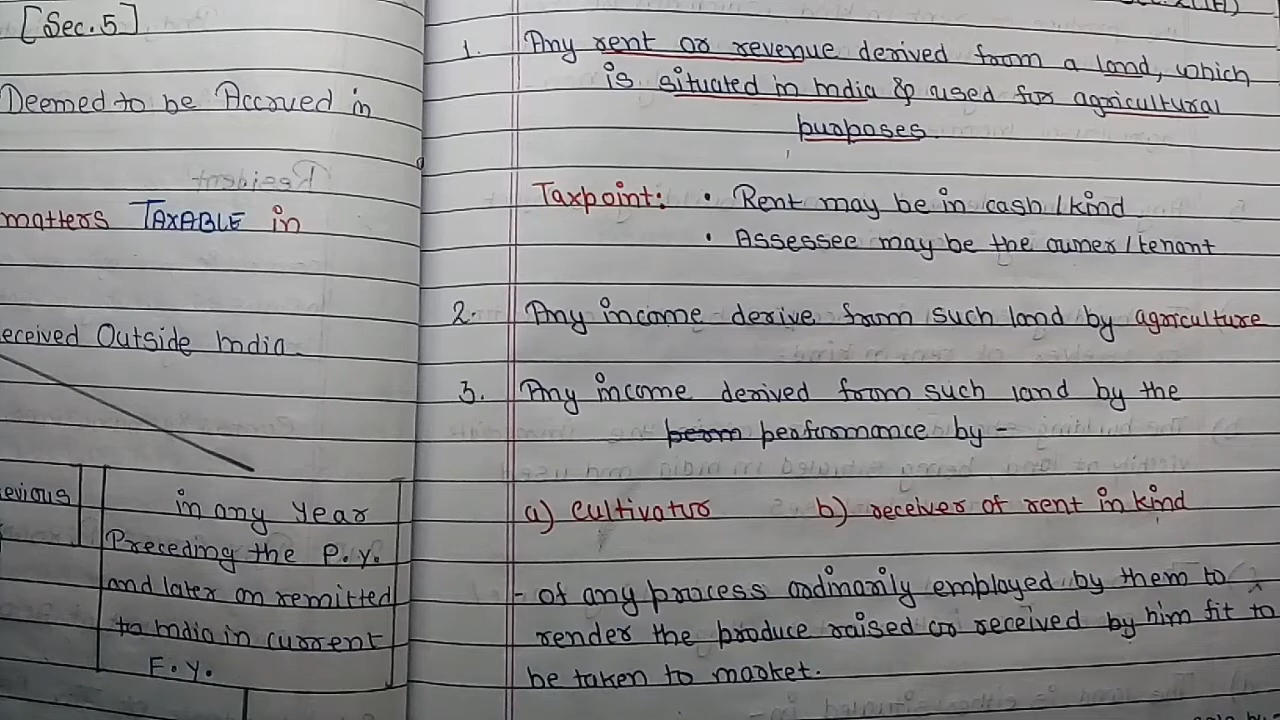 [Sec. 5]
Deemed to be Accrued in
Resident
matters TAXABLE in
eceived Outside India.
evious
in any year
Preceding the P.Y.
and later on remitted
to India in current
F.Y.
1. Any rent or revenue derived from a land, which
is situated in India & used for agricultural
purposes.
Taxpoint: • Rent may be in cash / kind
• Assessee may be the owner / tenant
2. Any income derive from such land by agriculture
3. Any income derived from such land by the
performance by -
a) Cultivator b) receiver of rent in kind
- of any process ordinarily employed by them to
render the produce raised or received by him fit to
be taken to market.